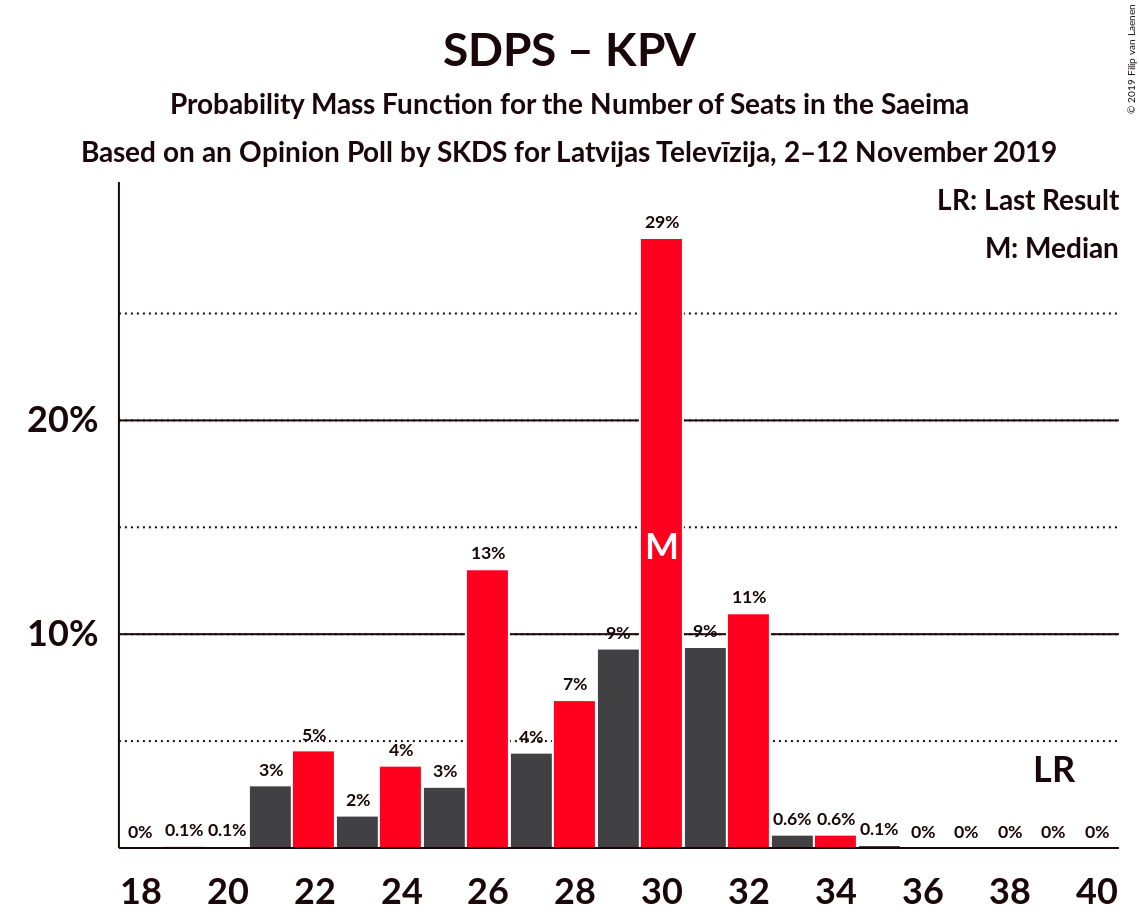 SDPS – KPV
Probability Mass Function for the Number of Seats in the Saeima
Based on an Opinion Poll by SKDS for Latvijas Televīzija, 2–12 November 2019
© 2019 Filip van Laenen
LR: Last Result
M: Median
20%
10%
0%
0.1%
0.1%
3%
5%
2%
4%
3%
13%
4%
7%
9%
29%
M
9%
11%
0.6%
0.6%
0.1%
0%
0%
0%
0%
0%
LR
18 20 22 24 26 28 30 32 34 36 38 40